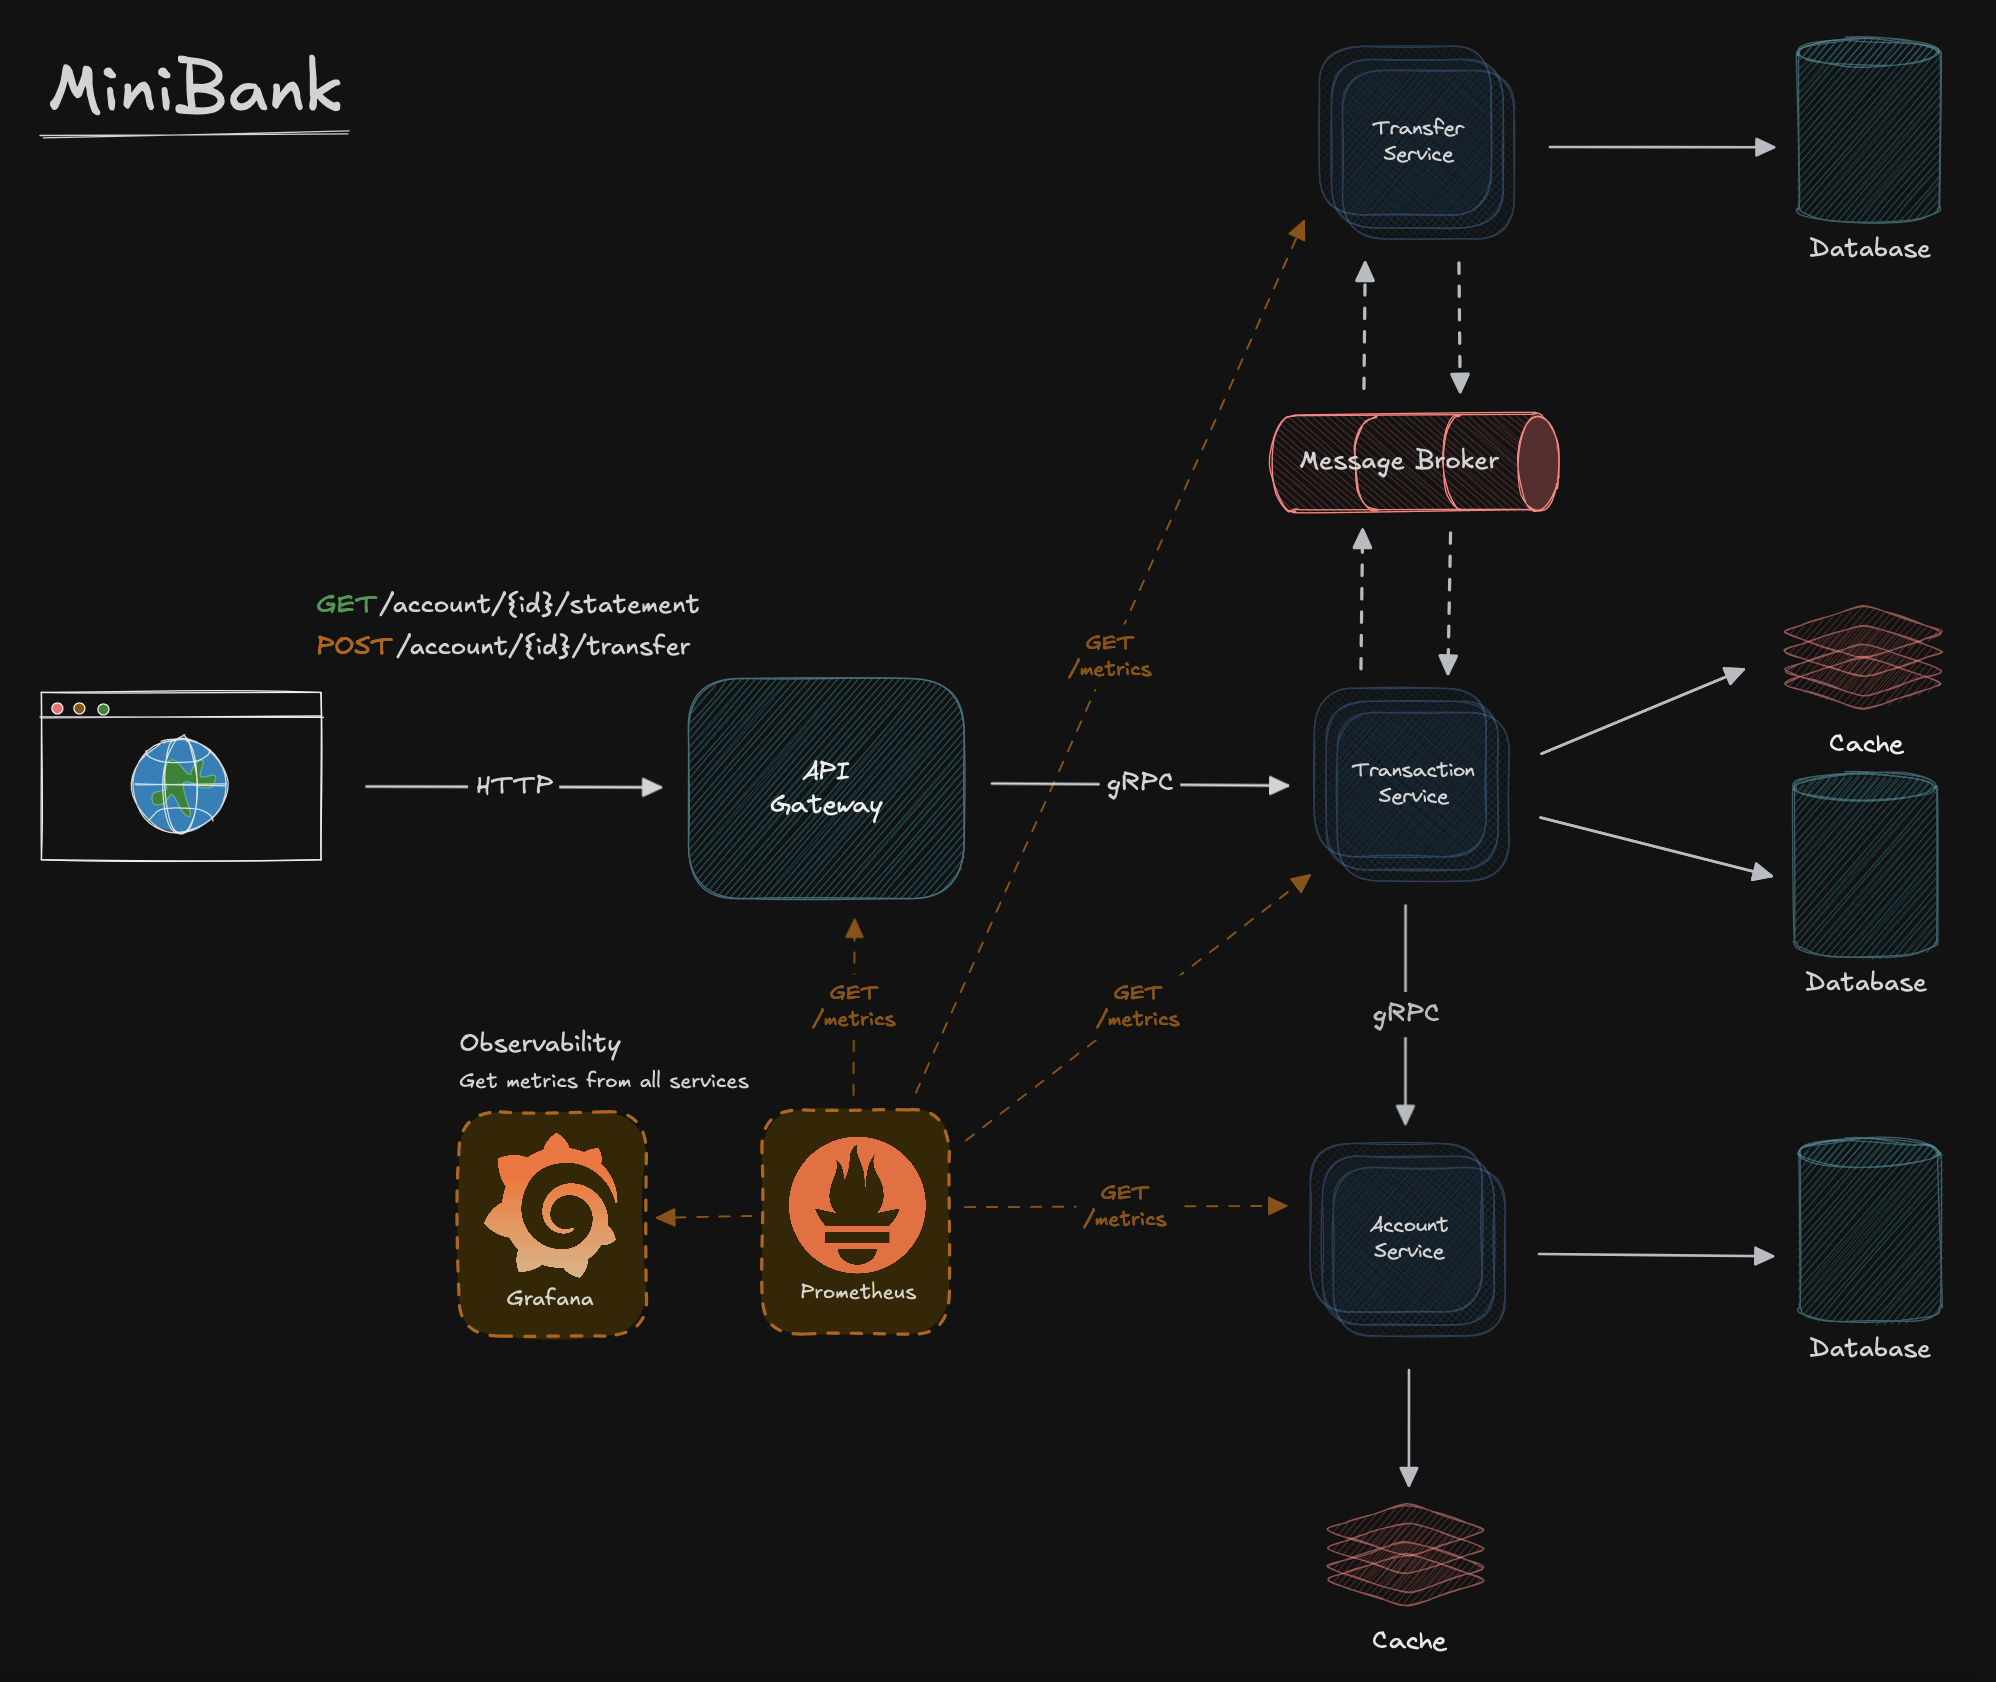 MiniBank
Transfer
Service
Database
Message Broker
GET /account/{id}/statement
POST /account/{id}/transfer
GET
/metrics
Cache
HTTP
API
Gateway
gRPC
Transaction
Service
Database
GET
/metrics
GET
/metrics
gRPC
Observability
Get metrics from all services
Grafana
Prometheus
GET
/metrics
Account
Service
Database
Cache